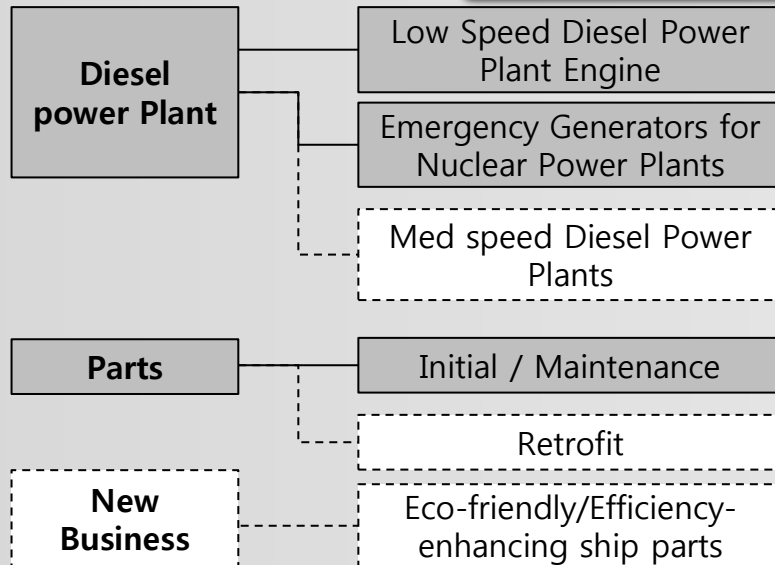 Diesel
power Plant
Low Speed Diesel Power
Plant Engine
Emergency Generators for
Nuclear Power Plants
Med speed Diesel Power
Plants
Parts
Initial / Maintenance
Retrofit
New
Business
Eco-friendly/Efficiency-
enhancing ship parts